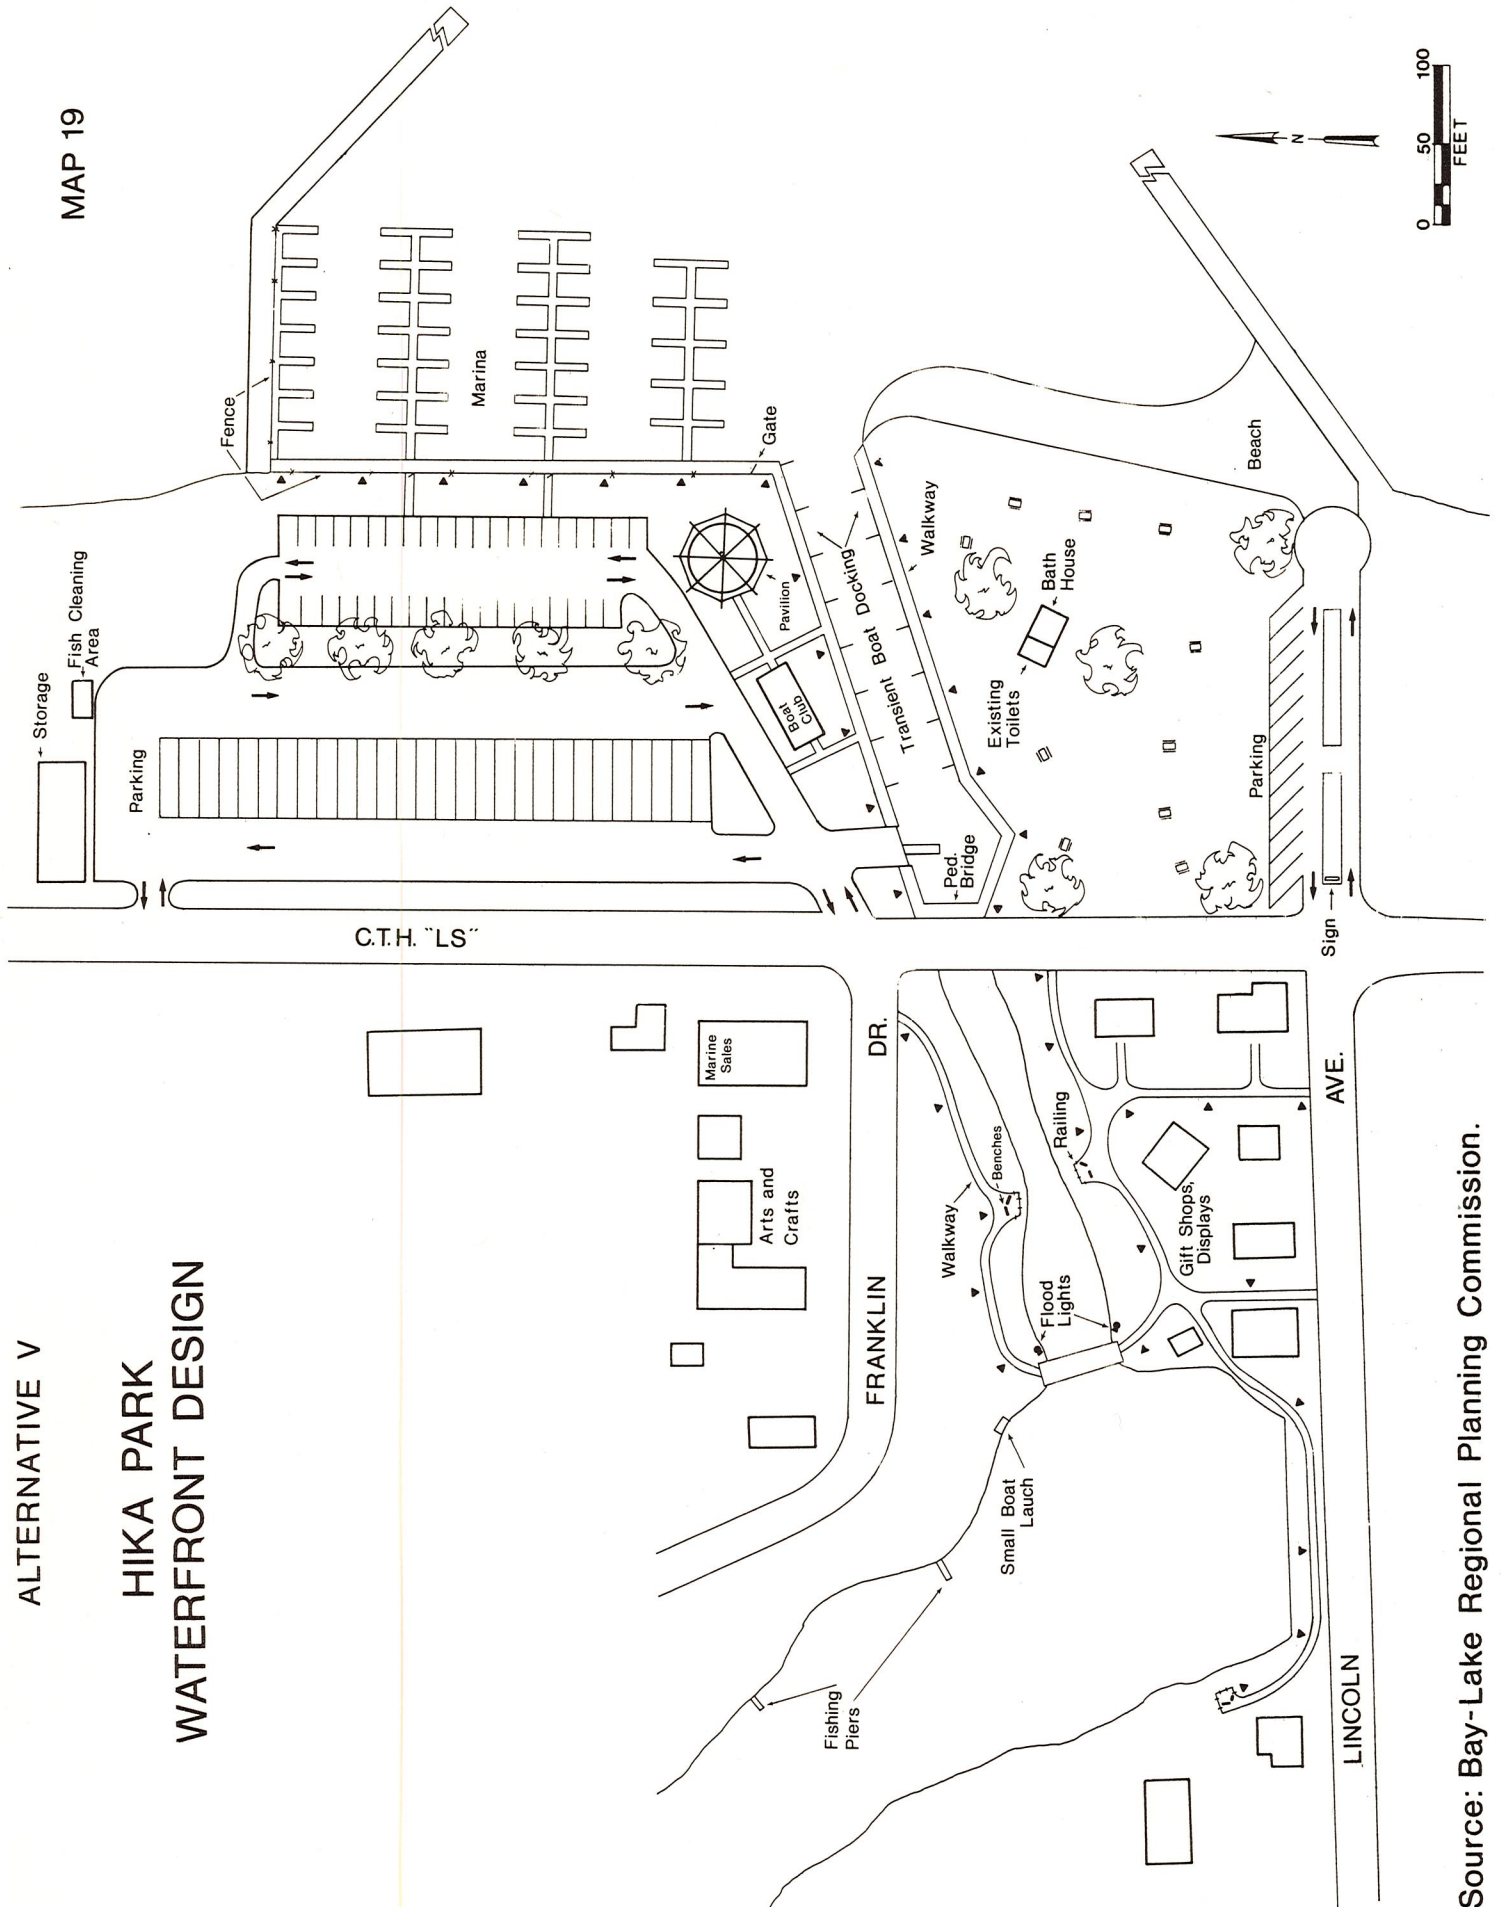 ALTERNATIVE V
MAP 19
HIKA PARK
WATERFRONT DESIGN
Storage
Fish Cleaning
Area
Fence
Parking
Marina
Gate
Pavilion
Boat
Club
Transient Boat Docking
Walkway
Bath
House
Existing
Toilets
Beach
Parking
Ped.
Bridge
Sign
C.T.H. "LS"
Marine
Sales
Arts and
Crafts
FRANKLIN DR.
Walkway
Benches
Railing
Flood
Lights
Gift Shops,
Displays
Small Boat
Lauch
Fishing
Piers
LINCOLN AVE.
N
0 50 100
FEET
Source: Bay-Lake Regional Planning Commission.